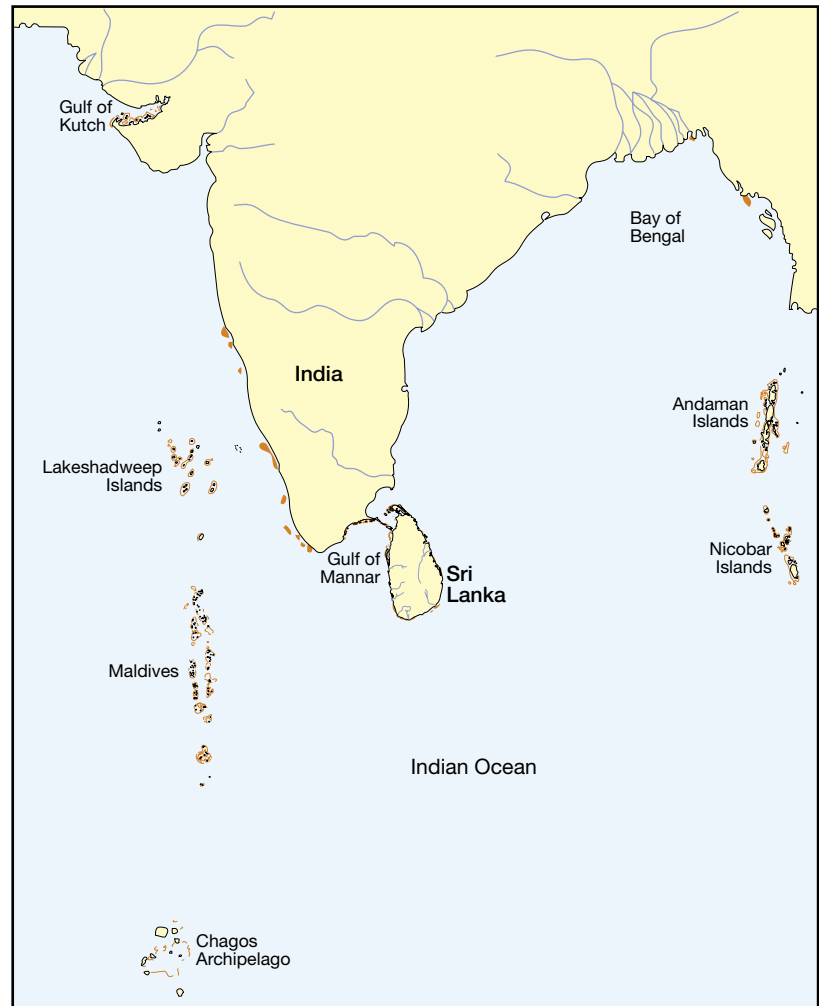 Gulf of
Kutch
Bay of
Bengal
India
Andaman
Islands
Lakeshadweep
Islands
Gulf of
Mannar
Sri
Lanka
Nicobar
Islands
Maldives
Indian Ocean
Chagos
Archipelago